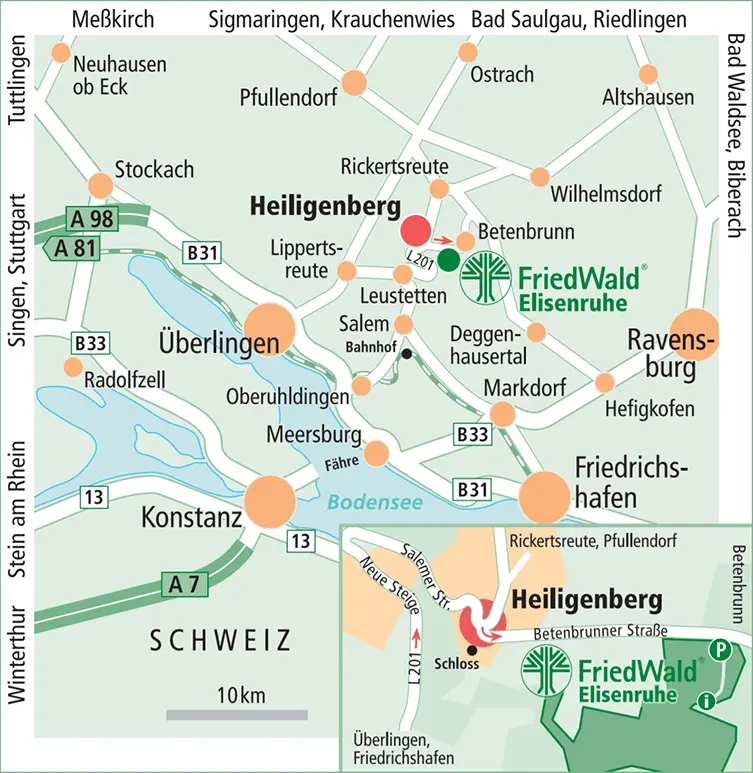 Meßkirch
Sigmaringen, Krauchenwies
Bad Saulgau, Riedlingen
Tuttlingen
Singen, Stuttgart
Stein am Rhein
Winterthur
Bad Waldsee, Biberach
Neuhausen
ob Eck
Pfullendorf
Ostrach
Altshausen
Stockach
Rickertsreute
Wilhelmsdorf
Heiligenberg
A 98
A 81
B31
Betenbrunn
L201
Lipperts-
reute
Leustetten
FriedWald®
Elisenruhe
Überlingen
Salem
Bahnhof
Deggen-
hausertal
Ravens-
burg
B33
Radolfzell
Oberuhldingen
Markdorf
Hefigkofen
Meersburg
B33
Fähre
B31
Friedrichs-
hafen
13
Konstanz
Bodensee
13
A 7
SCHWEIZ
10 km
Rickertsreute, Pfullendorf
Salemer Str.
Neue Steige
Heiligenberg
Betenbrunn
Betenbrunner Straße
L201
Schloss
FriedWald®
Elisenruhe
P
i
Überlingen,
Friedrichshafen